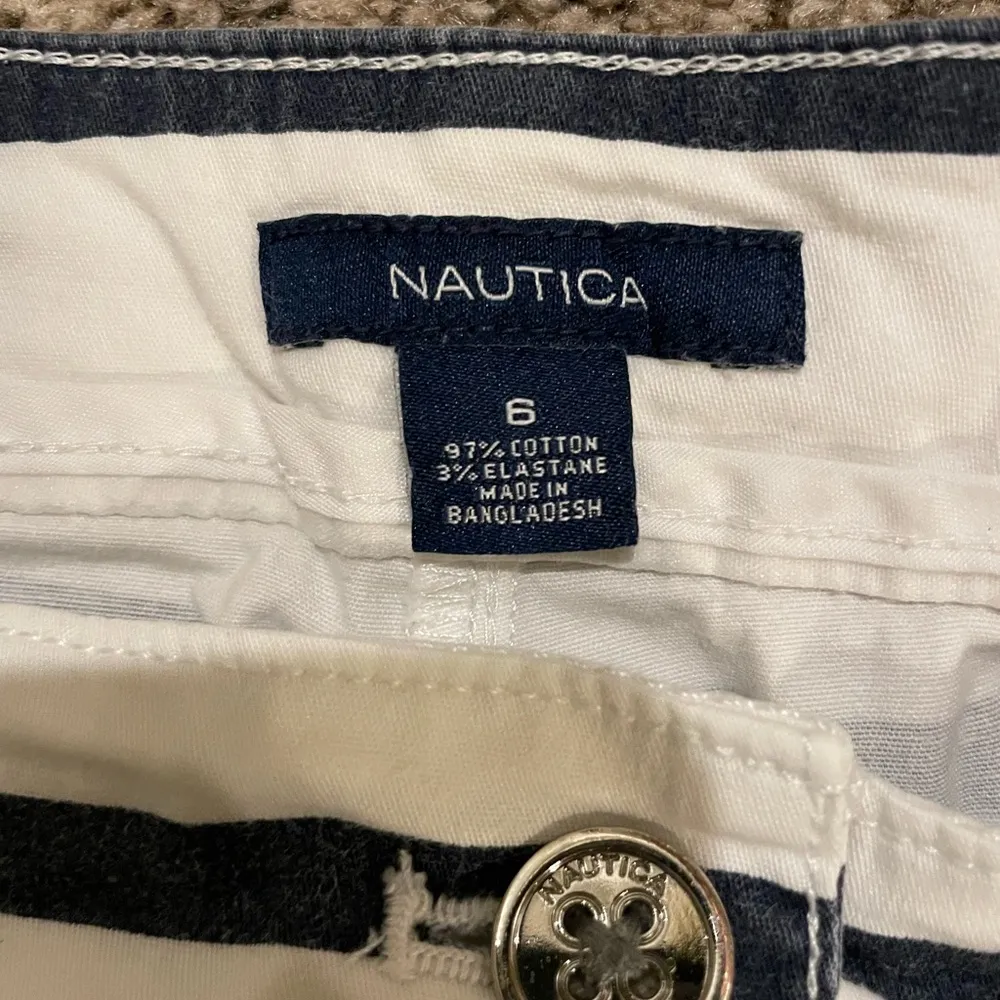 NAUTICA
6
97% COTTON
3% ELASTANE
MADE IN
BANGLADESH
NAUTICA